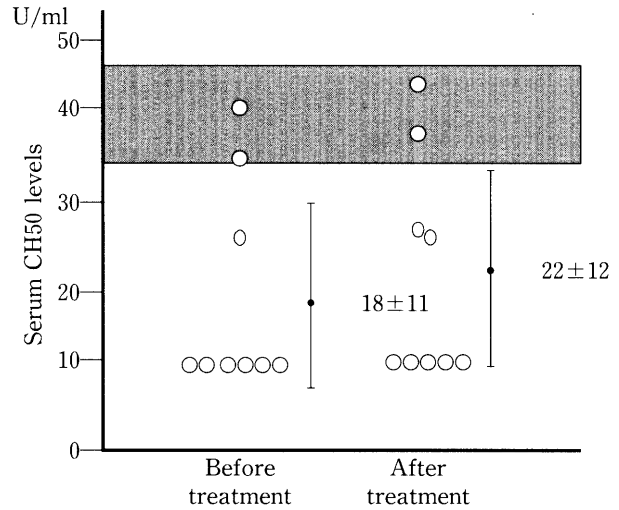 U/ml
50
40
30
20
10
0
Serum CH50 levels
18±11
22±12
Before
treatment
After
treatment